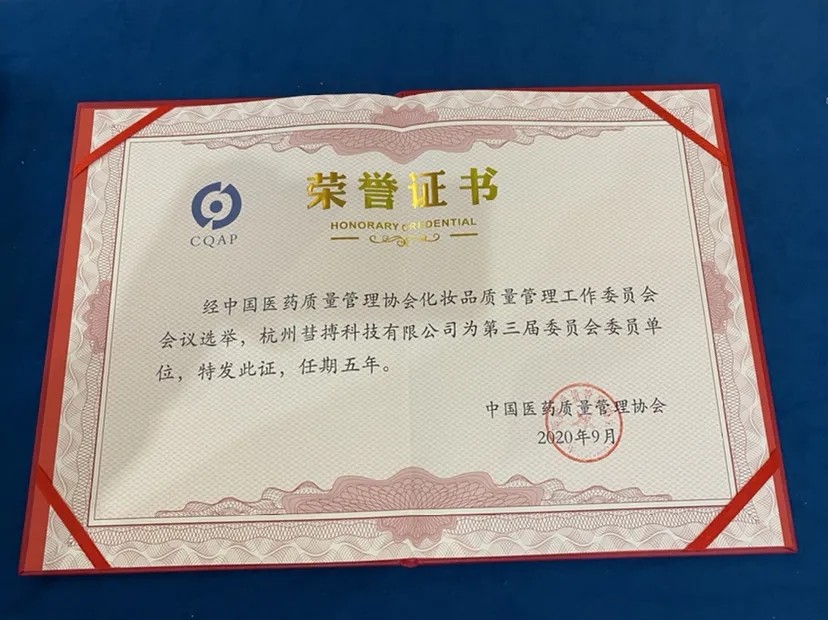 CQAP
荣誉证书
HONORARY CREDENTIAL
经中国医药质量管理协会化妆品质量管理工作委员会
会议选举，杭州彗搏科技有限公司为第三届委员会委员单
位，特发此证，任期五年。
中国医药质量管理协会
2020年9月